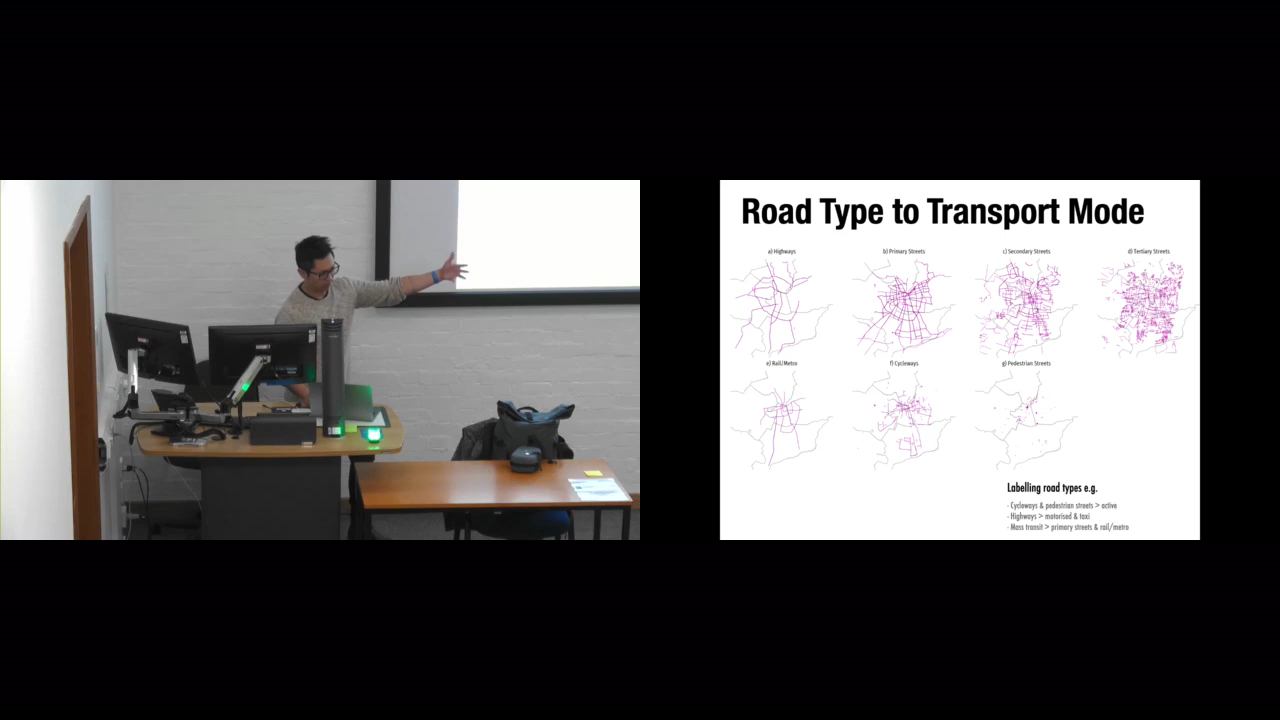 Road Type to Transport Mode
a) Highways
b) Primary Streets
c) Secondary Streets
d) Tertiary Streets
e) Rail/Metro
f) Cycleways
g) Pedestrian Streets
Labelling road types e.g.
- Cycleways & pedestrian streets > active
- Highways > motorised & taxi
- Mass transit > primary streets & rail/metro